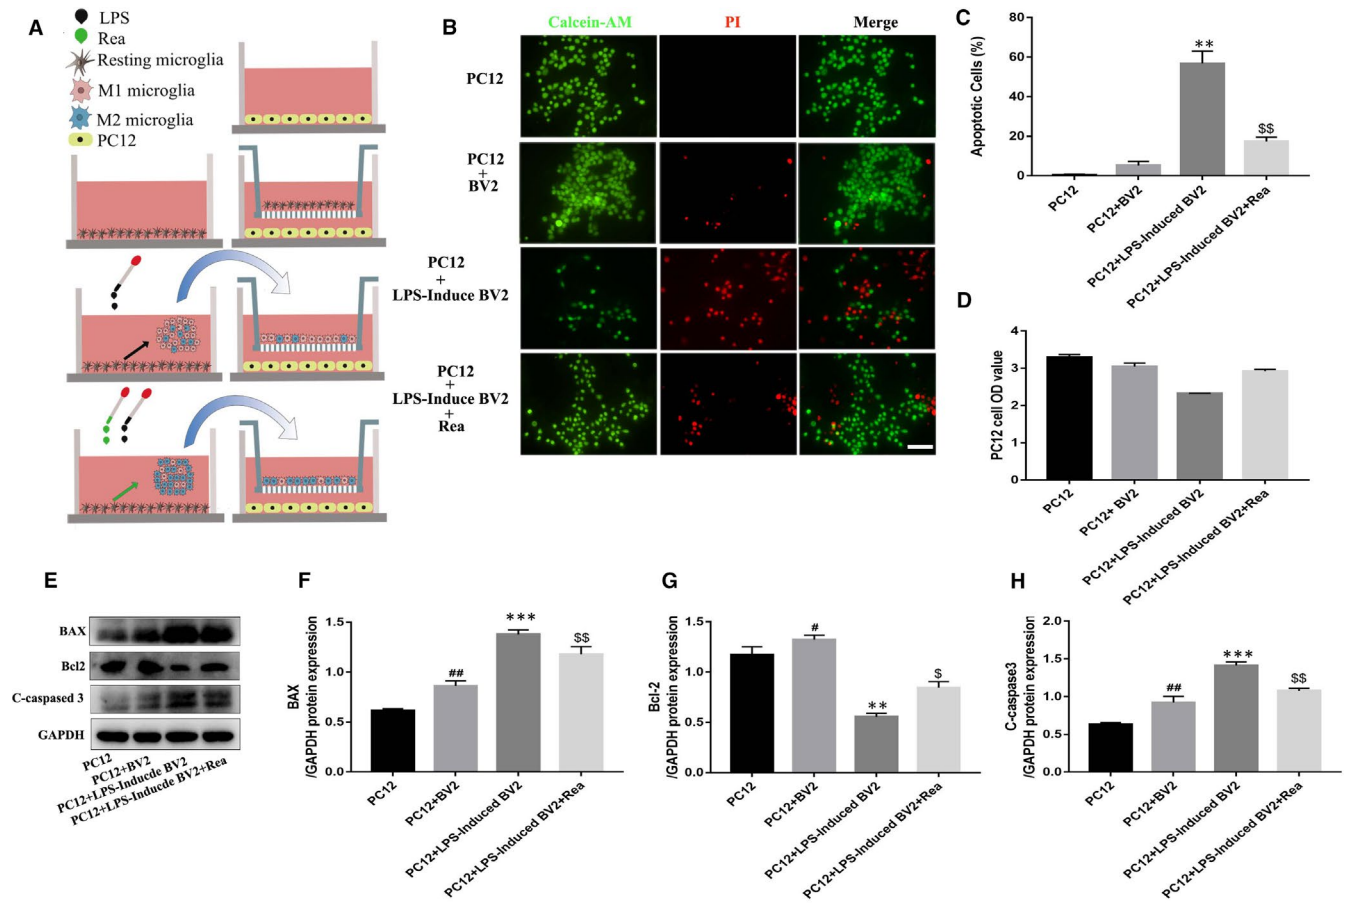 A
LPS
Rea
Resting microglia
M1 microglia
M2 microglia
PC12
B
Calcein-AM
PI
Merge
PC12
PC12
+
BV2
PC12
+
LPS-Induce BV2
PC12
+
LPS-Induce BV2
+
Rea
C
Apoptotic Cells (%)
80
60
40
20
0
**
$$
PC12
PC12+BV2
PC12+LPS-Induced BV2
PC12+LPS-Induced BV2+Rea
D
PC12 cell OD value
4
3
2
1
0
PC12
PC12+ BV2
PC12+LPS-Induced BV2
PC12+LPS-Induced BV2+Rea
E
BAX
Bcl2
C-caspased 3
GAPDH
PC12
PC12+BV2
PC12+LPS-Inducde BV2
PC12+LPS-Inducde BV2+Rea
F
BAX
/GAPDH protein expression
1.5
1.0
0.5
0.0
##
***
$$
PC12
PC12+BV2
PC12+LPS-Induced BV2
PC12+LPS-Induced BV2+Rea
G
Bcl-2
/GAPDH protein expression
1.5
1.0
0.5
0.0
#
**
$
PC12
PC12+BV2
PC12+LPS-Induced BV2
PC12+LPS-Induced BV2+Rea
H
C-caspase3
/GAPDH protein expression
2.0
1.5
1.0
0.5
0.0
##
***
$$
PC12
PC12+BV2
PC12+LPS-Induced BV2
PC12+LPS-Induced BV2+Rea